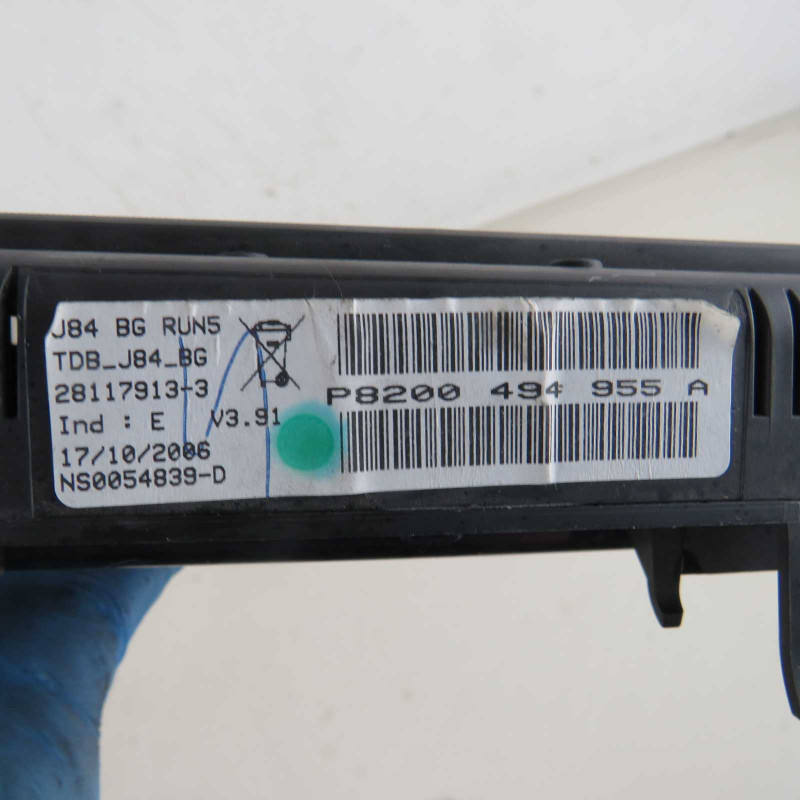 J84 BG RUN5
TDB_J84_BG
28117913-3
Ind : E V3.91
17/10/2006
NS0054839-D
P8200 494 955 A